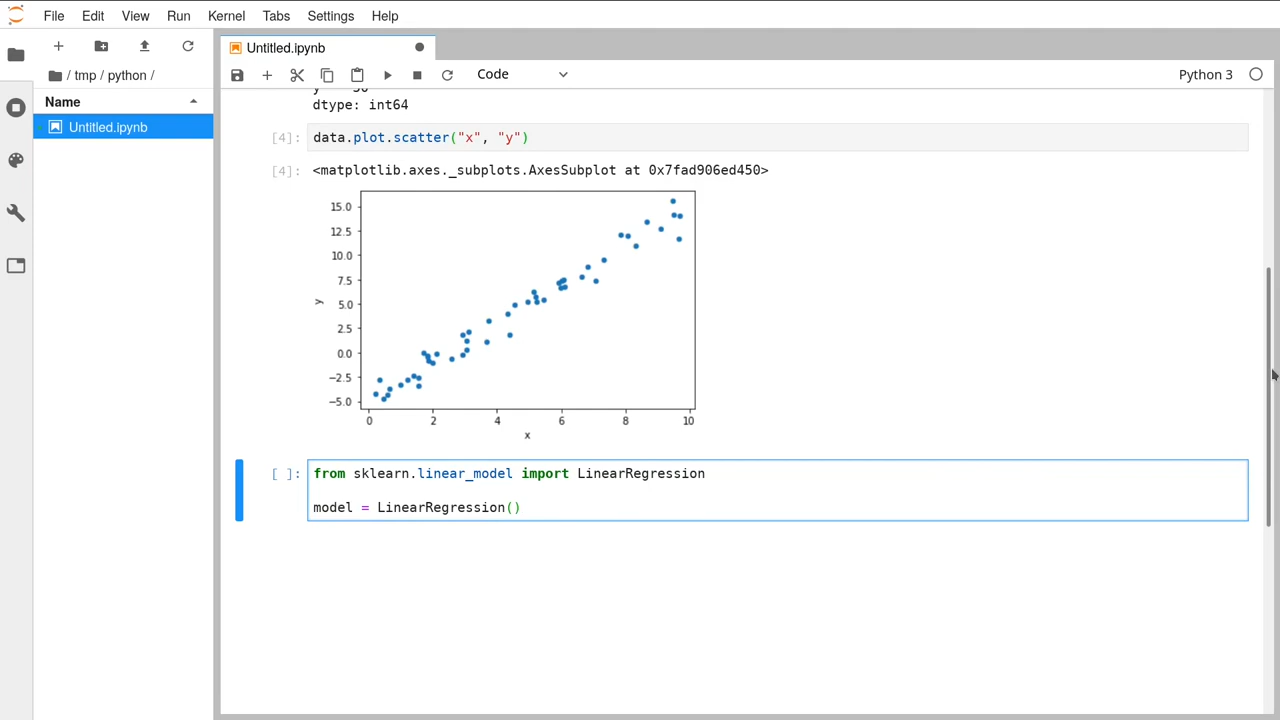 File Edit View Run Kernel Tabs Settings Help
Untitled.ipynb
Code
Python 3
/ tmp / python /
Name
Untitled.ipynb
dtype: int64
[4]: data.plot.scatter("x", "y")
[4]: <matplotlib.axes._subplots.AxesSubplot at 0x7fad906ed450>
15.0
12.5
10.0
7.5
5.0
2.5
0.0
−2.5
−5.0
y
0 2 4 6 8 10
x
[ ]: from sklearn.linear_model import LinearRegression
model = LinearRegression()